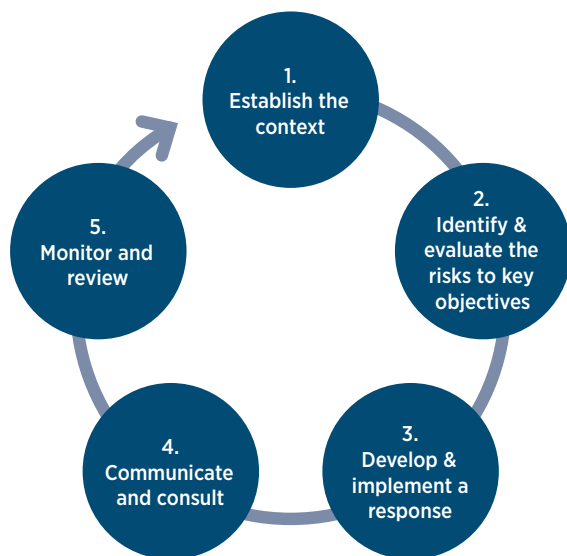 1.
Establish the
context
2.
Identify &
evaluate the
risks to key
objectives
3.
Develop &
implement a
response
4.
Communicate
and consult
5.
Monitor and
review